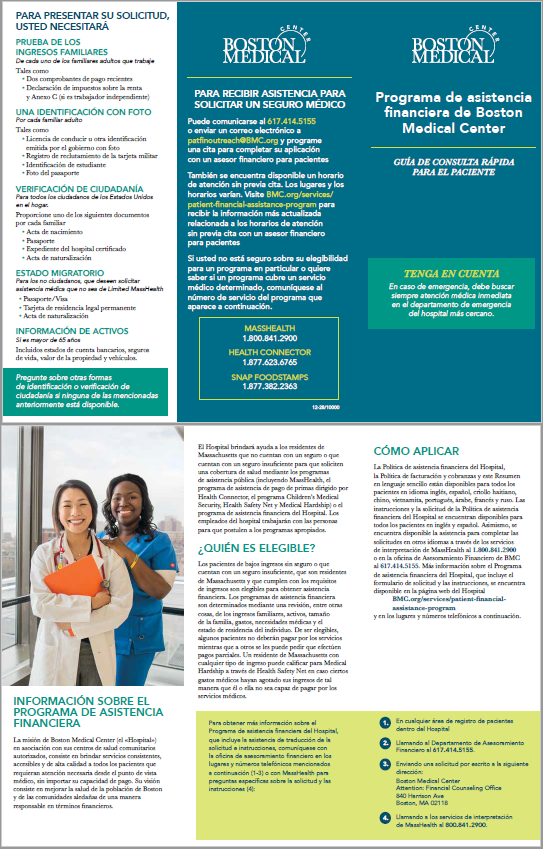 PARA PRESENTAR SU SOLICITUD,
USTED NECESITARÁ
PRUEBA DE LOS
INGRESOS FAMILIARES
De cada uno de los familiares adultos que trabaje
Tales como
• Dos comprobantes de pago recientes
• Declaración de impuestos sobre la renta
y Anexo C (si es trabajador independiente)
UNA IDENTIFICACIÓN CON FOTO
Por cada familiar adulto
Tales como
• Licencia de conducir u otra identificación
emitida por el gobierno con foto
• Registro de reclutamiento de la tarjeta militar
• Identificación de estudiante
• Foto del pasaporte
VERIFICACIÓN DE CIUDADANÍA
Para todos los ciudadanos de los Estados Unidos
en el hogar.
Proporcione uno de los siguientes documentos
por cada familiar
• Acta de nacimiento
• Pasaporte
• Expediente del hospital certificado
• Acta de naturalización
ESTADO MIGRATORIO
Para los no ciudadanos, que deseen solicitar
asistencia médica que no sea de Limited MassHealth
• Pasaporte/Visa
• Tarjeta de residencia legal permanente
• Acta de naturalización
INFORMACIÓN DE ACTIVOS
Si es mayor de 65 años
Incluidos estados de cuenta bancarios, seguros
de vida, valor de la propiedad y vehículos.
Pregunte sobre otras formas
de identificación o verificación de
ciudadanía si ninguna de las mencionadas
anteriormente está disponible.
BOSTON
MEDICAL
CENTER
PARA RECIBIR ASISTENCIA PARA
SOLICITAR UN SEGURO MÉDICO
Puede comunicarse al 617.414.5155
o enviar un correo electrónico a
patfinoutreach@BMC.org y programe
una cita para completar su aplicación
con un asesor financiero para pacientes
También se encuentra disponible un horario
de atención sin previa cita. Los lugares y los
horarios varían. Visite BMC.org/services/
patient-financial-assistance-program para
recibir la información más actualizada
relacionada a los horarios de atención
sin previa cita con un asesor financiero
para pacientes
Si usted no está seguro sobre su elegibilidad
para un programa en particular o quiere
saber si un programa cubre un servicio
médico determinado, comuníquese al
número de servicio del programa que
aparece a continuación.
MASSHEALTH
1.800.841.2900
HEALTH CONNECTOR
1.877.623.6765
SNAP FOODSTAMPS
1.877.382.2363
12-28/10000
BOSTON
MEDICAL
CENTER
Programa de asistencia
financiera de Boston
Medical Center
GUÍA DE CONSULTA RÁPIDA
PARA EL PACIENTE
TENGA EN CUENTA
En caso de emergencia, debe buscar
siempre atención médica inmediata
en el departamento de emergencia
del hospital más cercano.
INFORMACIÓN SOBRE EL
PROGRAMA DE ASISTENCIA
FINANCIERA
La misión de Boston Medical Center (el «Hospital»)
en asociación con sus centros de salud comunitarios
autorizados, consiste en brindar servicios consistentes,
accesibles y de alta calidad a todos los pacientes que
requieran atención necesaria desde el punto de vista
médico, sin importar su capacidad de pago. Su visión
consiste en mejorar la salud de la población de Boston
y de las comunidades aledañas de una manera
responsable en términos financieros.
El Hospital brindará ayuda a los residentes de
Massachusetts que no cuentan con un seguro o que
cuentan con un seguro insuficiente para que soliciten
una cobertura de salud mediante los programas
de asistencia pública (incluyendo MassHealth, el
programa de asistencia de pago de primas dirigido por
Health Connector, el programa Children's Medical
Security, Health Safety Net y Medical Hardship) o el
programa de asistencia financiera del Hospital. Los
empleados del hospital trabajarán con las personas
para que postulen a los programas apropiados.
¿QUIÉN ES ELEGIBLE?
Los pacientes de bajos ingresos sin seguro o que
cuentan con un seguro insuficiente, que son residentes
de Massachusetts y que cumplen con los requisitos
de ingresos son elegibles para obtener asistencia
financiera. Los programas de asistencia financiera
son determinados mediante una revisión, entre otras
cosas, de los ingresos familiares, activos, tamaño
de la familia, gastos, necesidades médicas y el
estado de residencia del individuo. De ser elegibles,
algunos pacientes no deberán pagar por los servicios
mientras que a otros se les puede pedir que efectúen
pagos parciales. Un residente de Massachusetts con
cualquier tipo de ingreso puede calificar para Medical
Hardship a través de Health Safety Net en caso ciertos
gastos médicos hayan agotado sus ingresos de tal
manera que él o ella no sea capaz de pagar por los
servicios médicos.
CÓMO APLICAR
La Política de asistencia financiera del Hospital,
la Política de facturación y cobranzas y este Resumen
en lenguaje sencillo están disponibles para todos los
pacientes en idioma inglés, español, criollo haitiano,
chino, vietnamita, portugués, árabe, francés y ruso. Las
instrucciones y la solicitud de la Política de asistencia
financiera del Hospital se encuentran disponibles para
todos los pacientes en inglés y español. Asimismo, se
encuentra disponible la asistencia para completar las
solicitudes en otros idiomas a través de los servicios
de interpretación de MassHealth al 1.800.841.2900
o en la oficina de Asesoramiento Financiero de BMC
al 617.414.5155. Más información sobre el Programa
de asistencia financiera del Hospital, que incluye el
formulario de solicitud y las instrucciones, se encuentra
disponible en la página web del Hospital
BMC.org/services/patient-financial-
assistance-program
y en los lugares y números telefónicos a continuación.
Para obtener más información sobre el
Programa de asistencia financiera del Hospital,
que incluye la asistencia de traducción de la
solicitud e instrucciones, comuníquese con
la oficina de asesoramiento financiero en los
lugares y números telefónicos mencionados
a continuación (1-3) o con MassHealth para
preguntas específicas sobre la solicitud y las
instrucciones (4):
1. En cualquier área de registro de pacientes
dentro del Hospital
2. Llamando al Departamento de Asesoramiento
Financiero al 617.414.5155.
3. Enviando una solicitud por escrito a la siguiente
dirección:
Boston Medical Center
Attention: Financial Counseling Office
840 Harrison Ave
Boston, MA 02118
4. Llamando a los servicios de interpretación
de MassHealth al 800.841.2900.